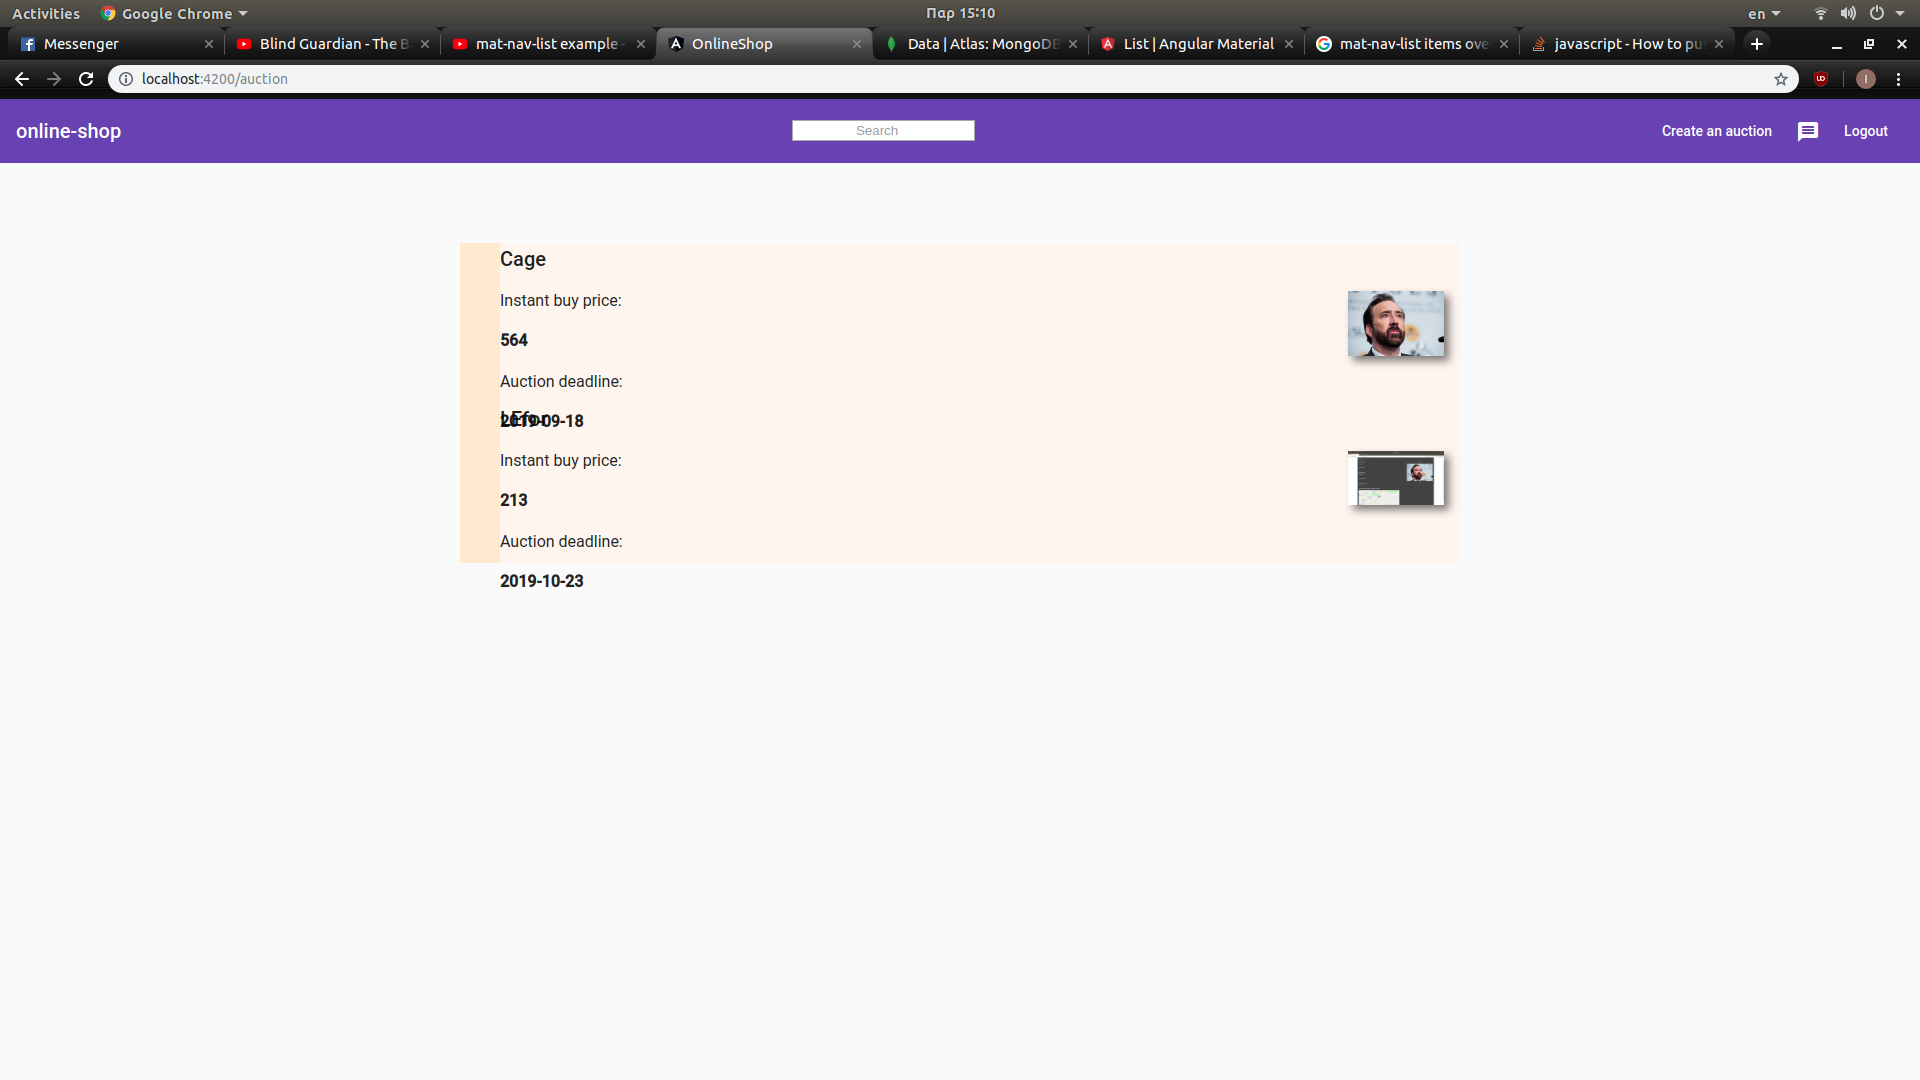 Activities Google Chrome Παρ 15:10 en
Messenger Blind Guardian - The B mat-nav-list example - OnlineShop Data | Atlas: MongoDB List | Angular Material mat-nav-list items ove javascript - How to pu
localhost:4200/auction
online-shop Search Create an auction Logout
Cage
Instant buy price:
564
Auction deadline:
2019-09-18
Instant buy price:
213
Auction deadline:
2019-10-23